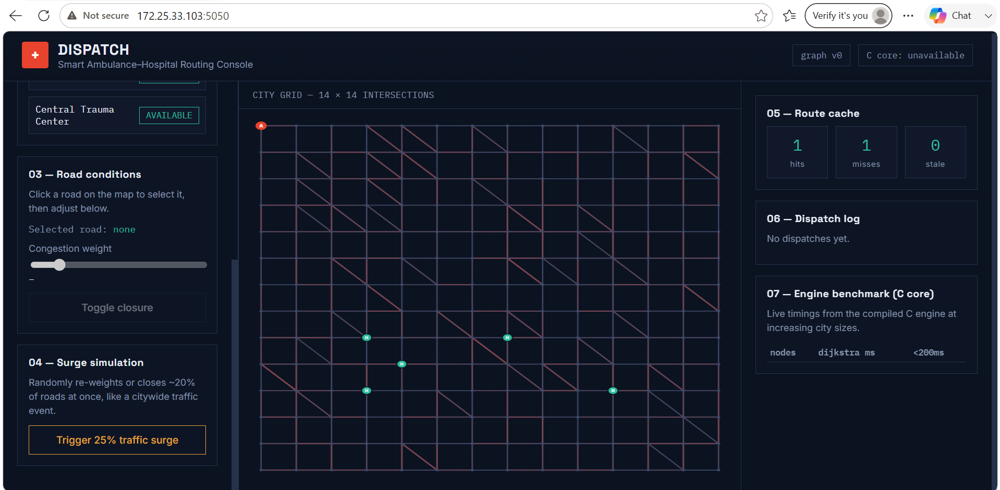 Not secure 172.25.33.103:5050
Verify it's you
Chat
+
DISPATCH
Smart Ambulance–Hospital Routing Console
graph v0
C core: unavailable
Central Trauma
Center
AVAILABLE
03 — Road conditions
Click a road on the map to select it,
then adjust below.
Selected road: none
Congestion weight
–
Toggle closure
04 — Surge simulation
Randomly re-weights or closes ~20%
of roads at once, like a citywide traffic
event.
Trigger 25% traffic surge
CITY GRID — 14 × 14 INTERSECTIONS
A
H
H
H
H
H
05 — Route cache
1
hits
1
misses
0
stale
06 — Dispatch log
No dispatches yet.
07 — Engine benchmark (C core)
Live timings from the compiled C engine at
increasing city sizes.
nodes dijkstra ms <200ms